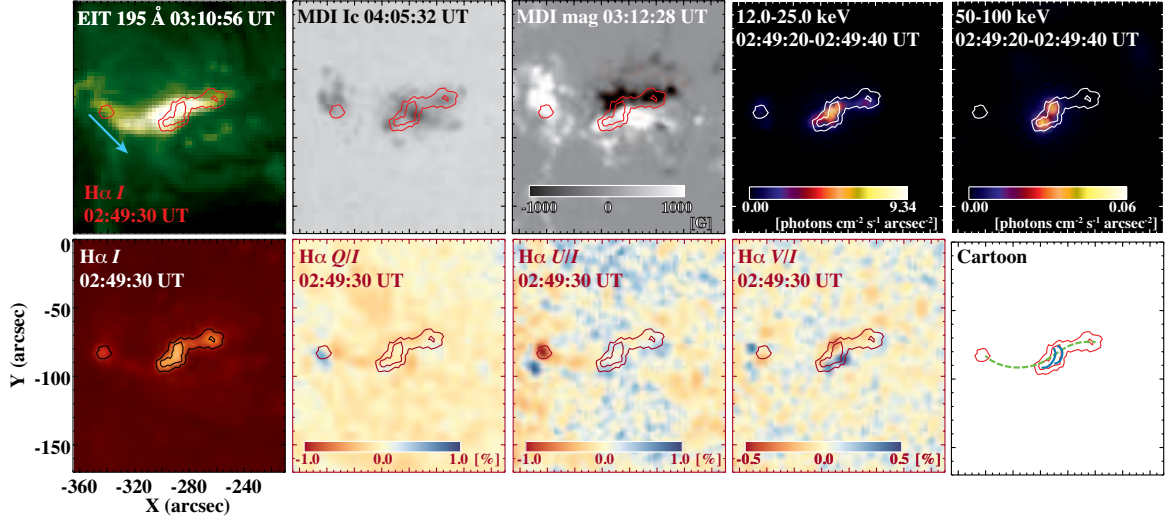 EIT 195 Å 03:10:56 UT
Hα I
02:49:30 UT
MDI Ic 04:05:32 UT
MDI mag 03:12:28 UT
-1000 0 1000
[G]
12.0-25.0 keV
02:49:20-02:49:40 UT
0.00 9.34
[photons cm⁻² s⁻¹ arcsec⁻²]
50-100 keV
02:49:20-02:49:40 UT
0.00 0.06
[photons cm⁻² s⁻¹ arcsec⁻²]
Hα I
02:49:30 UT
0
-50
-100
-150
Y (arcsec)
-360 -320 -280 -240
X (arcsec)
Hα Q/I
02:49:30 UT
-1.0 0.0 1.0 [%]
Hα U/I
02:49:30 UT
-1.0 0.0 1.0 [%]
Hα V/I
02:49:30 UT
-0.5 0.0 0.5 [%]
Cartoon